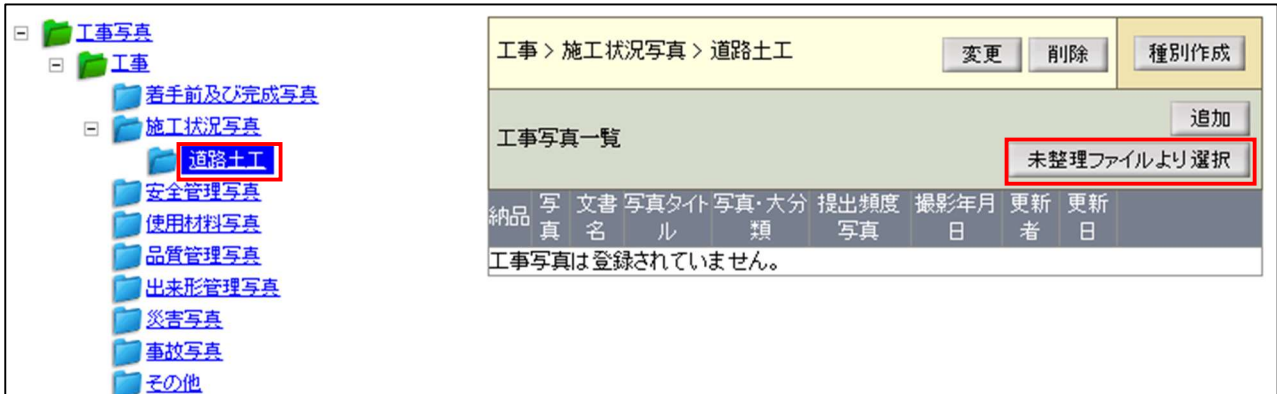 工事写真
工事
着手前及び完成写真
施工状況写真
道路土工
安全管理写真
使用材料写真
品質管理写真
出来形管理写真
災害写真
事故写真
その他
工事 > 施工状況写真 > 道路土工
変更
削除
種別作成
工事写真一覧
追加
未整理ファイルより選択
納品
写真
文書名
写真タイトル
写真・大分類
提出頻度写真
撮影年月日
更新者
更新日
工事写真は登録されていません。